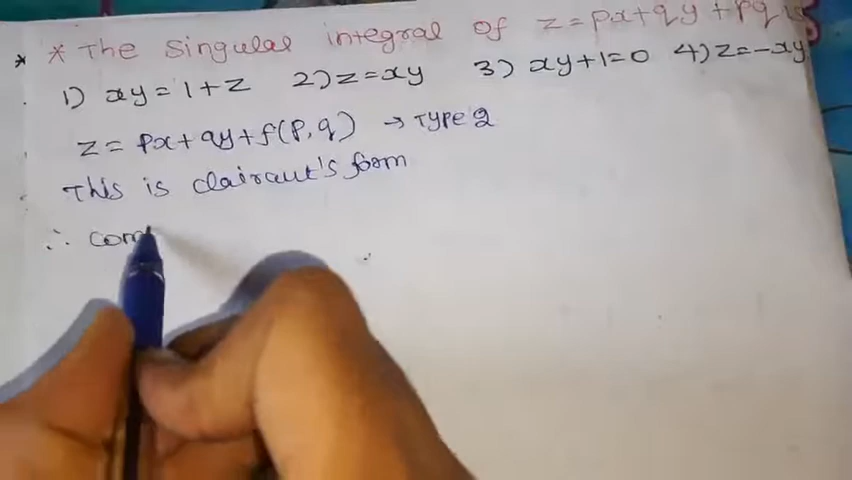 * * The singular integral of z = px + qy + pq is
1) xy = 1 + z 2) z = xy 3) xy + 1 = 0 4) z = -xy
z = px + qy + f(p, q) → Type 2
This is clairaut's form
∴ com